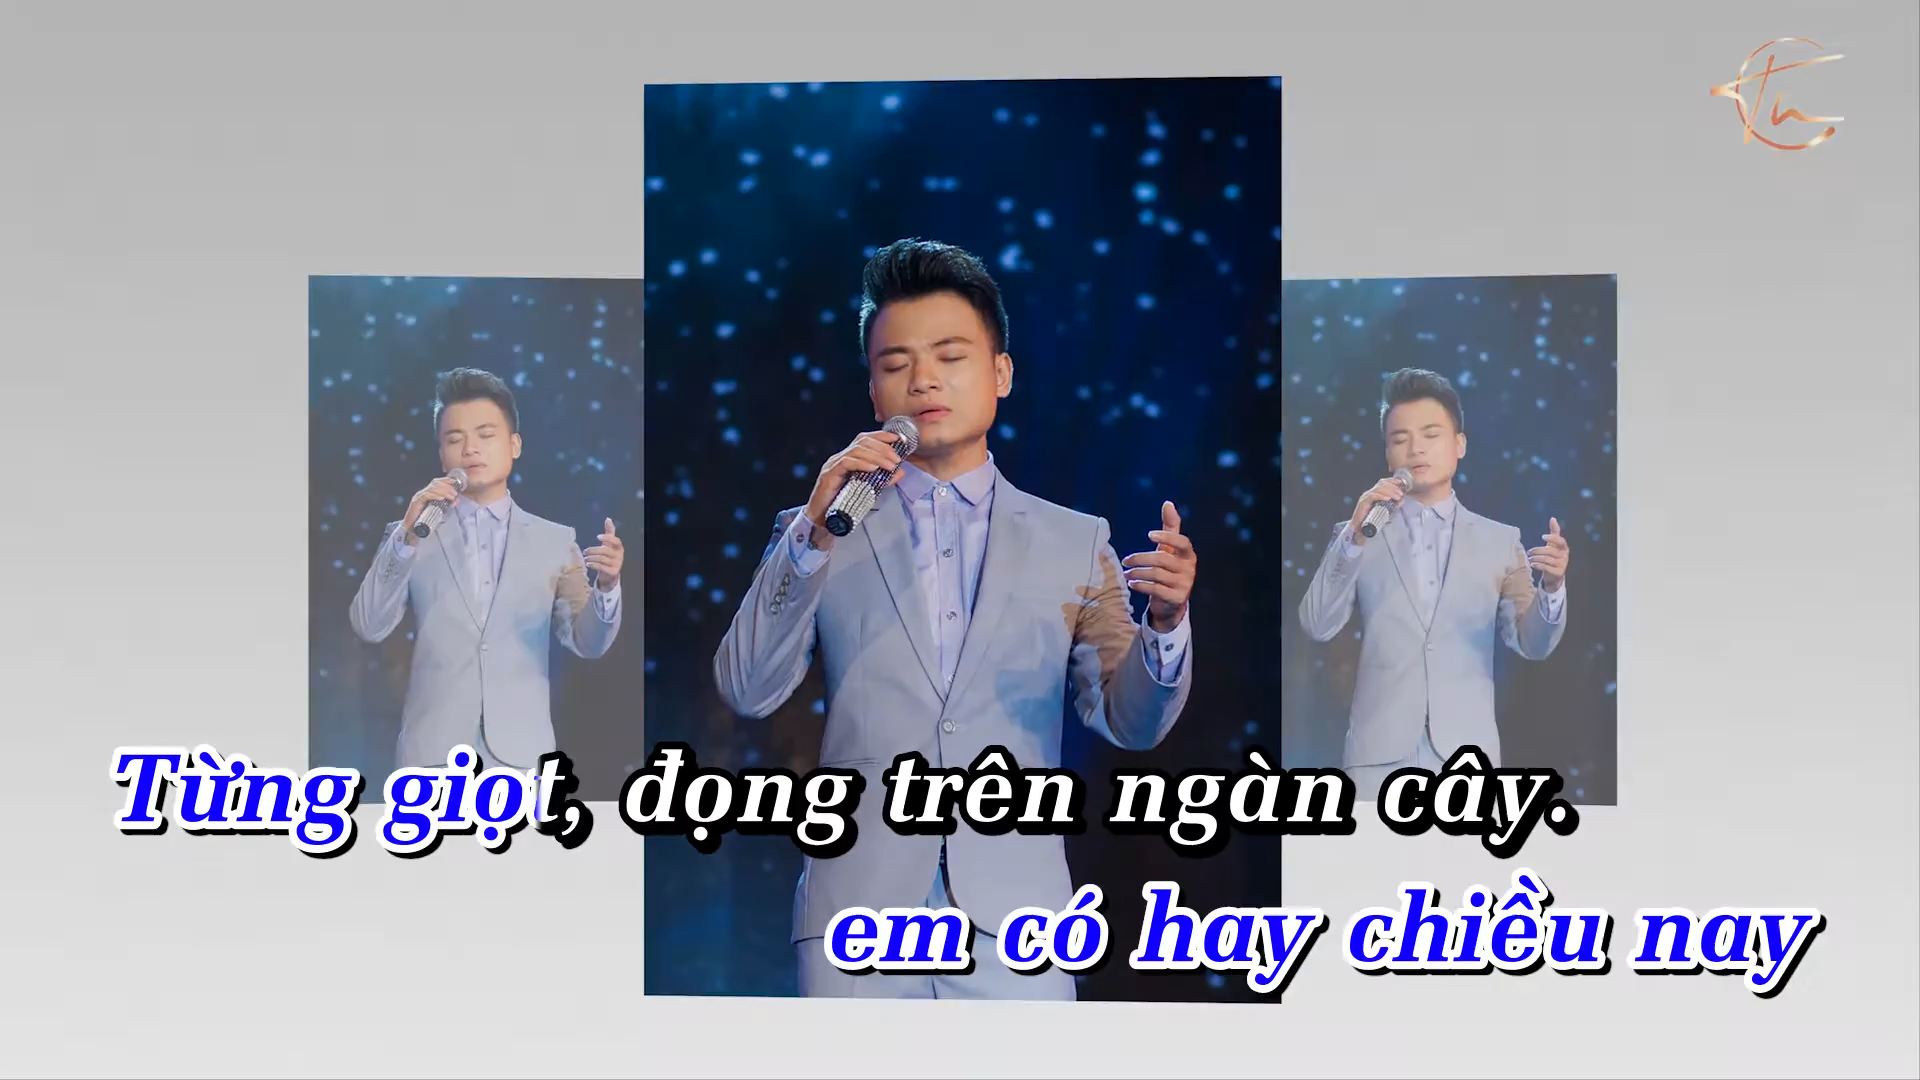 Từng giọt, đọng trên ngàn cây.
em có hay chiều nay